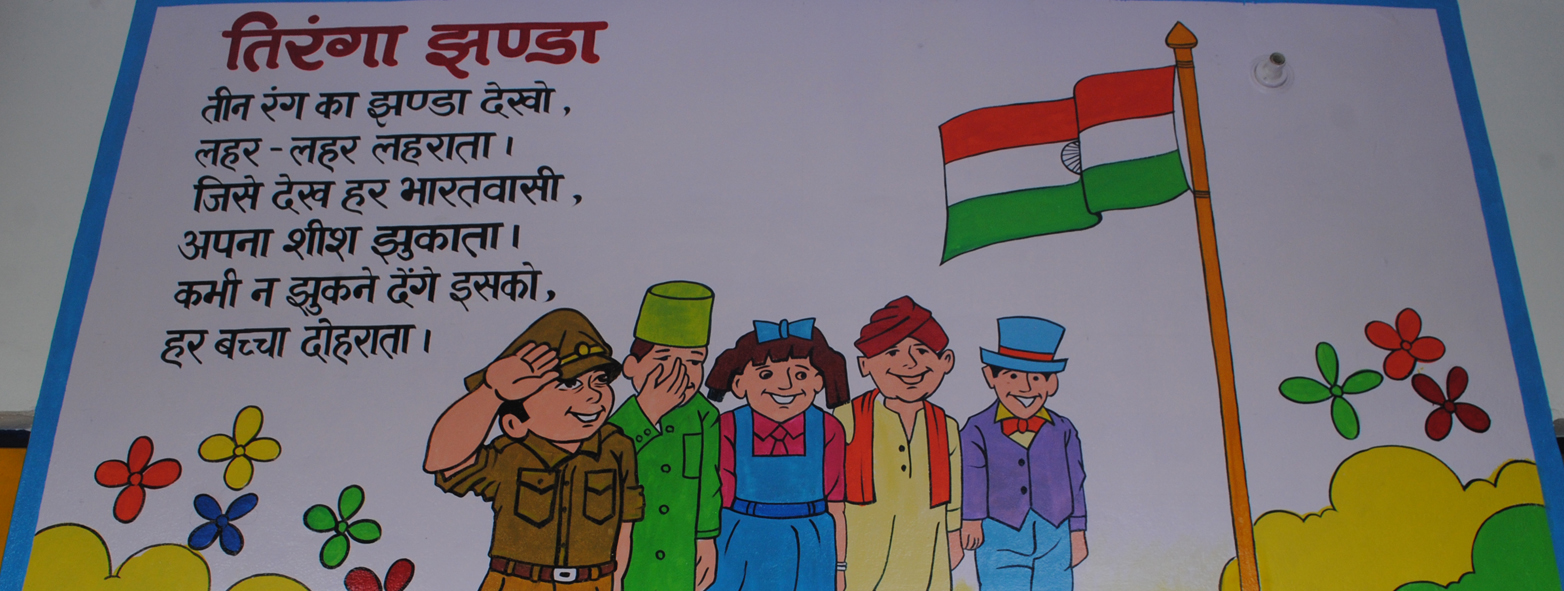 तिरंगा झण्डा
तीन रंग का झण्डा देखो,
लहर - लहर लहराता।
जिसे देख हर भारतवासी,
अपना शीश झुकाता।
कभी न झुकने देंगे इसको,
हर बच्चा दोहराता।